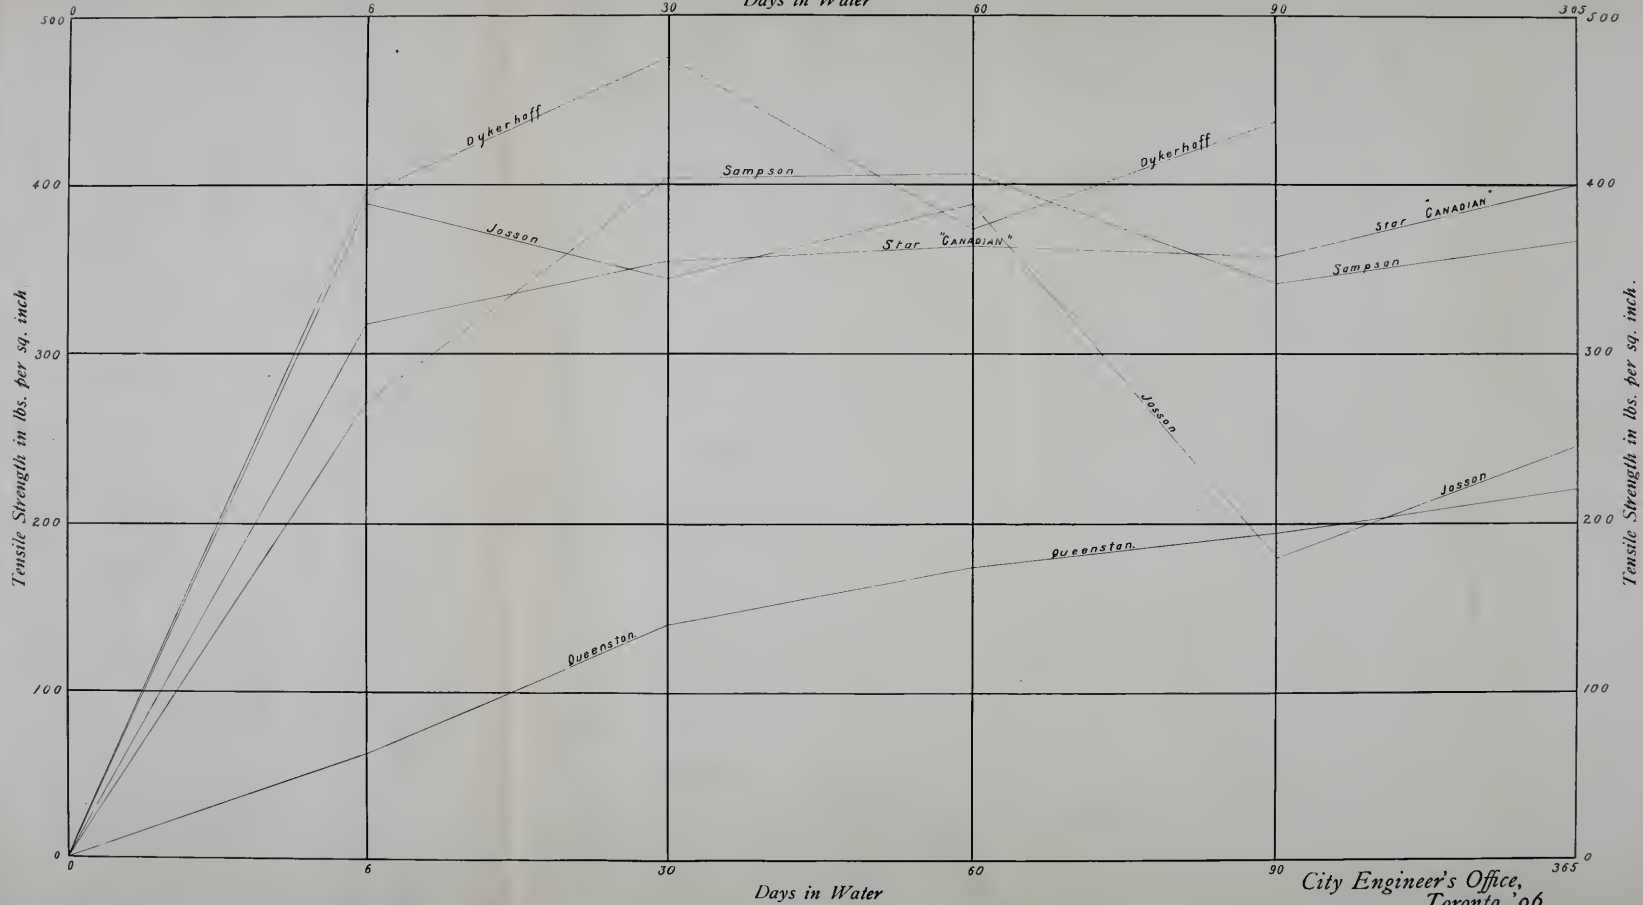 Days in Water
0 6 30 60 90 365
500 500
Dykerhoff
Dykerhoff
Sampson
400 400
Star "CANADIAN"
Josson
Star "CANADIAN"
Sampson
300 300
Tensile Strength in lbs. per sq. inch
Tensile Strength in lbs. per sq. inch.
Josson
Josson
200 200
Queenston.
Queenston.
100 100
0 0
0 6 30 60 90 365
Days in Water
City Engineer's Office,
Toronto '96